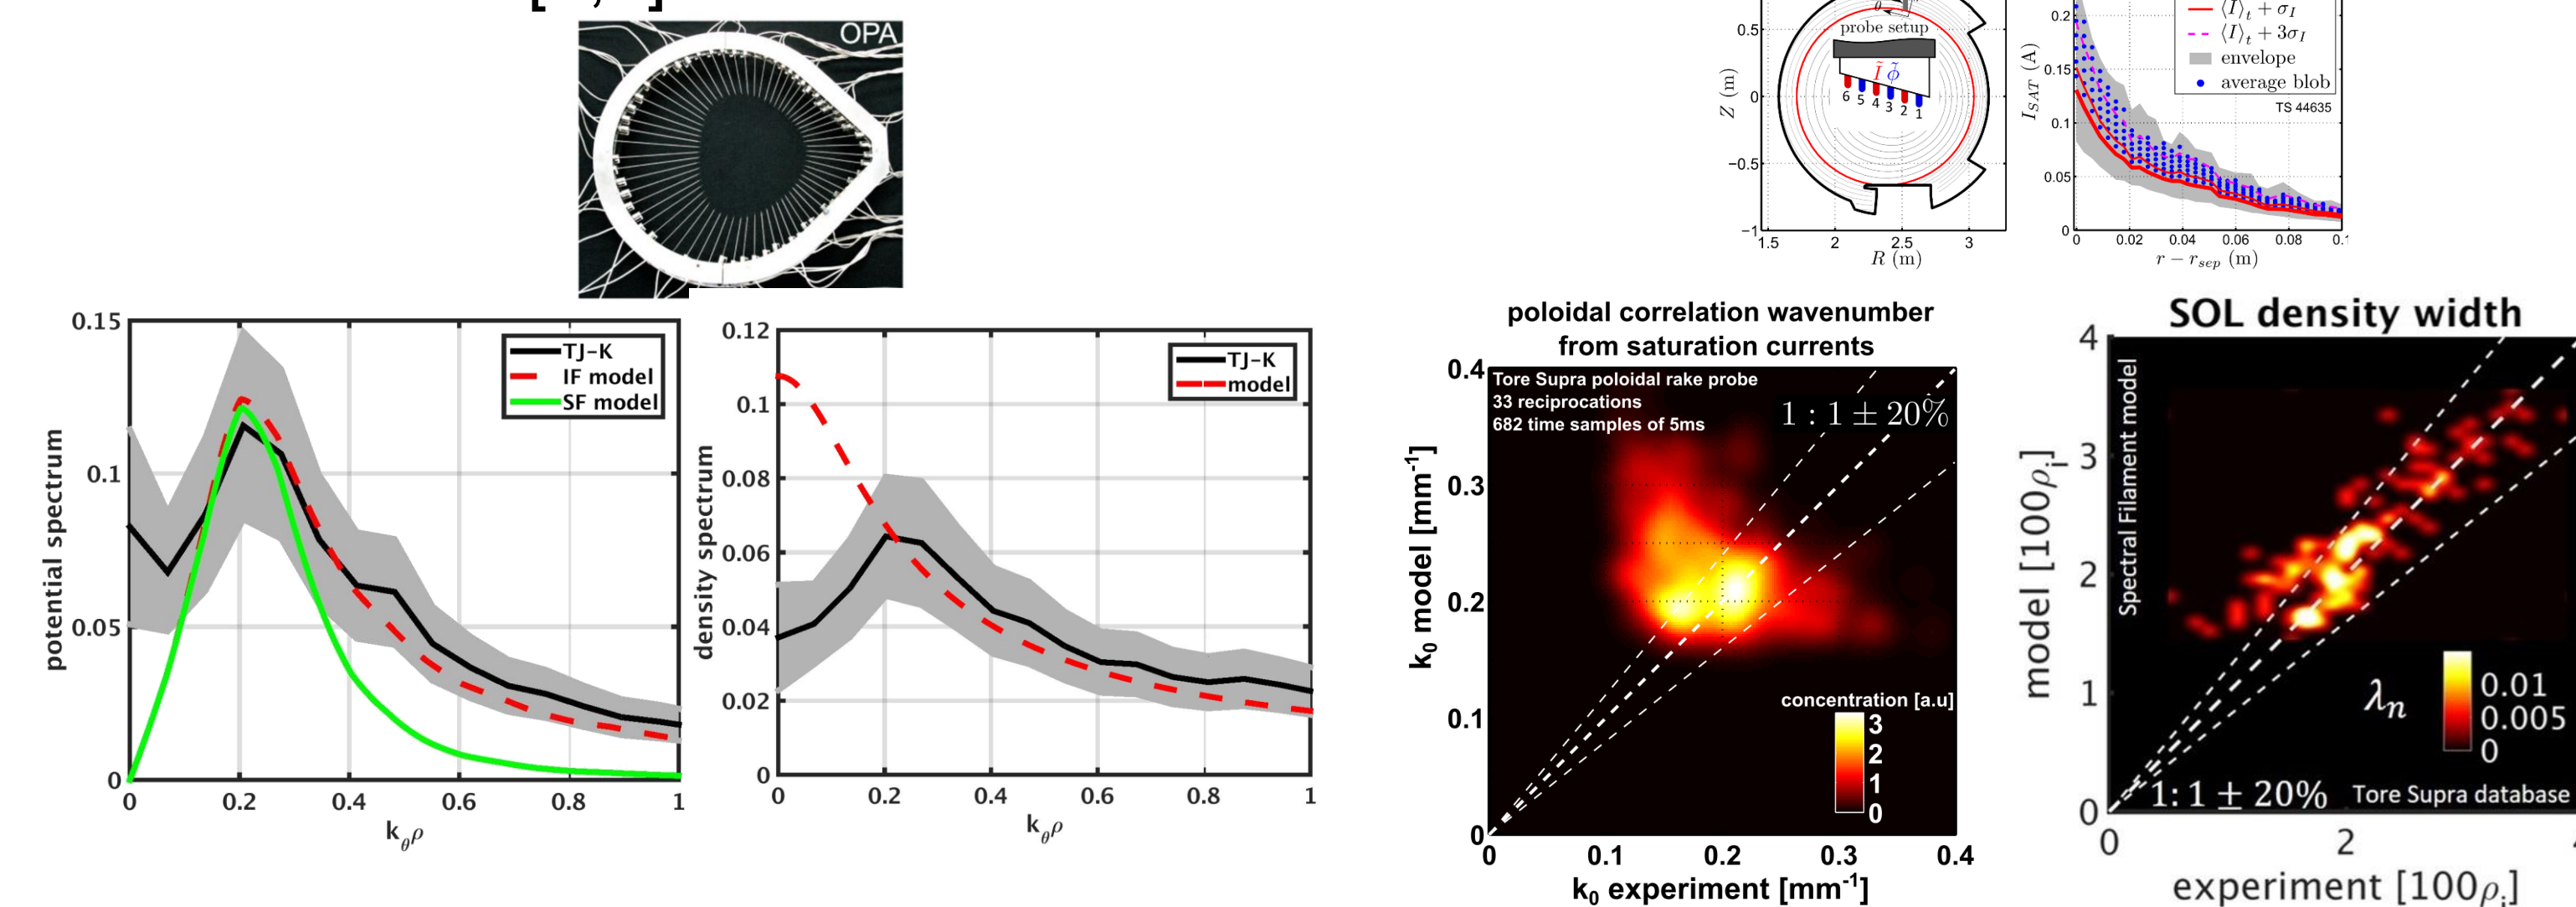 OPA
0.5
0
−0.5
−1
Z (m)
θ
probe setup
Ĩ ϕ̃
6 5 4 3 2 1
1.5 2 2.5 3
R (m)
0.2
0.15
0.1
0.05
0
I_SAT (A)
⟨I⟩_t + σ_I
⟨I⟩_t + 3σ_I
envelope
average blob
TS 44635
0 0.02 0.04 0.06 0.08 0.1
r − r_sep (m)
0.15
0.1
0.05
0
potential spectrum
TJ−K
IF model
SF model
0 0.2 0.4 0.6 0.8 1
k_θρ
0.12
0.1
0.08
0.06
0.04
0.02
0
density spectrum
TJ−K
model
0 0.2 0.4 0.6 0.8 1
k_θρ
poloidal correlation wavenumber
from saturation currents
0.4
0.3
0.2
0.1
0
k₀ model [mm⁻¹]
Tore Supra poloidal rake probe
33 reciprocations
682 time samples of 5ms
1 : 1 ± 20%
concentration [a.u]
3
2
1
0
0 0.1 0.2 0.3 0.4
k₀ experiment [mm⁻¹]
SOL density width
4
3
2
1
0
model [100ρᵢ]
Spectral Filament model
λₙ
0.01
0.005
0
1: 1 ± 20%
Tore Supra database
0 2
experiment [100ρᵢ]